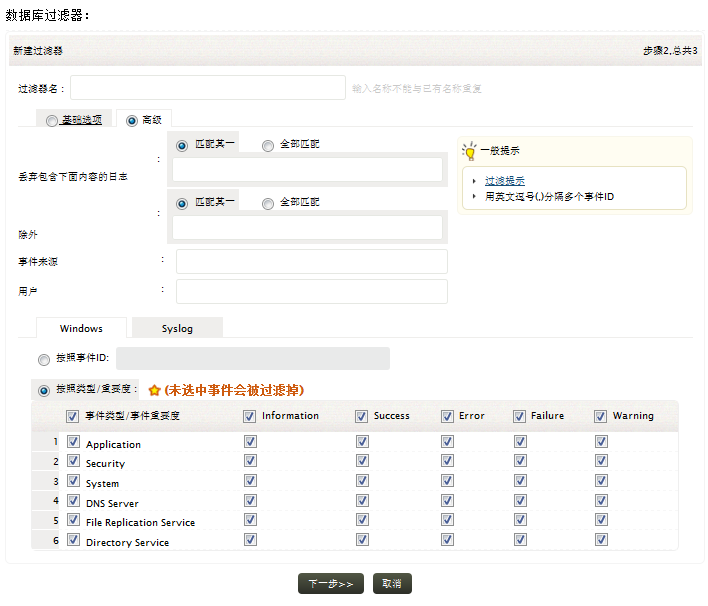 数据库过滤器：
新建过滤器 步骤2,总共3
过滤器名： 输入名称不能与已有名称重复
基础选项 高级
匹配其一 全部匹配
丢弃包含下面内容的日志 :
匹配其一 全部匹配
除外 :
事件来源 :
用户 :
一般提示
过滤提示
用英文逗号(,)分隔多个事件ID
Windows Syslog
按照事件ID:
按照类型/重要度： (未选中事件会被过滤掉)
事件类型/事件重要度 Information Success Error Failure Warning
1 Application
2 Security
3 System
4 DNS Server
5 File Replication Service
6 Directory Service
下一步>> 取消